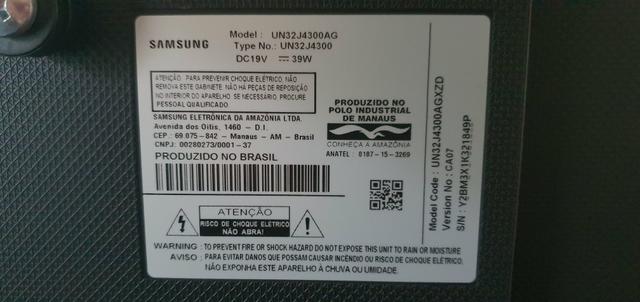 SAMSUNG
Model : UN32J4300AG
Type No.: UN32J4300
DC19V ⎓ 39W
ATENÇÃO: PARA PREVENIR CHOQUE ELÉTRICO, NÃO
REMOVA ESTE GABINETE. NÃO HÁ PEÇAS DE REPOSIÇÃO
NO INTERIOR DO APARELHO. SE NECESSÁRIO, PROCURE
PESSOAL QUALIFICADO.
SAMSUNG ELETRÔNICA DA AMAZÔNIA LTDA.
Avenida dos Oitis, 1460 - D.I.
CEP : 69.075-842 - Manaus - AM - Brasil
CNPJ: 00280273/0001-37
PRODUZIDO NO BRASIL
PRODUZIDO NO
POLO INDUSTRIAL
DE MANAUS
CONHEÇA A AMAZÔNIA
ANATEL : 0187-15-3269
ATENÇÃO
RISCO DE CHOQUE ELÉTRICO
NÃO ABRA!
WARNING : TO PREVENT FIRE OR SHOCK HAZARD DO NOT EXPOSE THIS UNIT TO RAIN OR MOISTURE
AVISO : PARA EVITAR DANOS QUE POSSAM CAUSAR INCÊNDIO OU RISCO DE CHOQUE ELÉTRICO,
NÃO EXPONHA ESTE APARELHO À CHUVA OU UMIDADE.
Model Code : UN32J4300AGXZD
Version No : CA07
S/N : Y2BM3X1K321849P